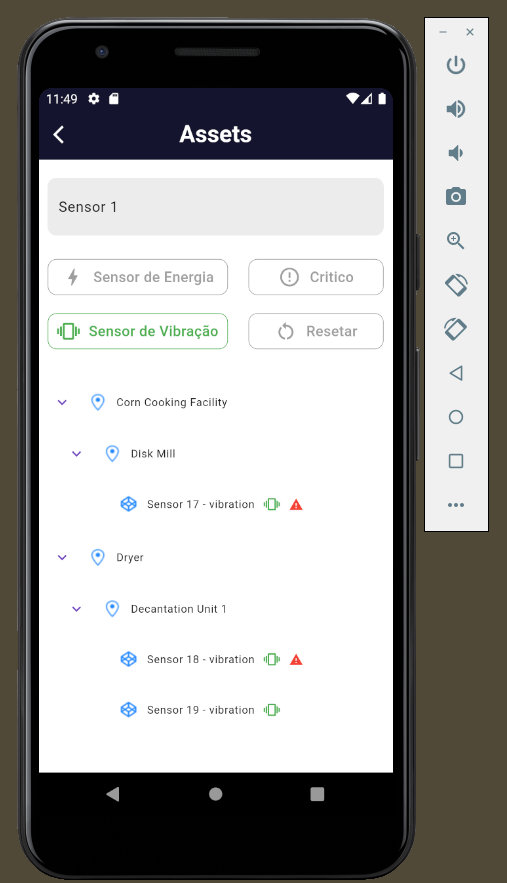 11:49
Assets
Sensor 1
Sensor de Energia
Critico
Sensor de Vibração
Resetar
Corn Cooking Facility
Disk Mill
Sensor 17 - vibration
Dryer
Decantation Unit 1
Sensor 18 - vibration
Sensor 19 - vibration